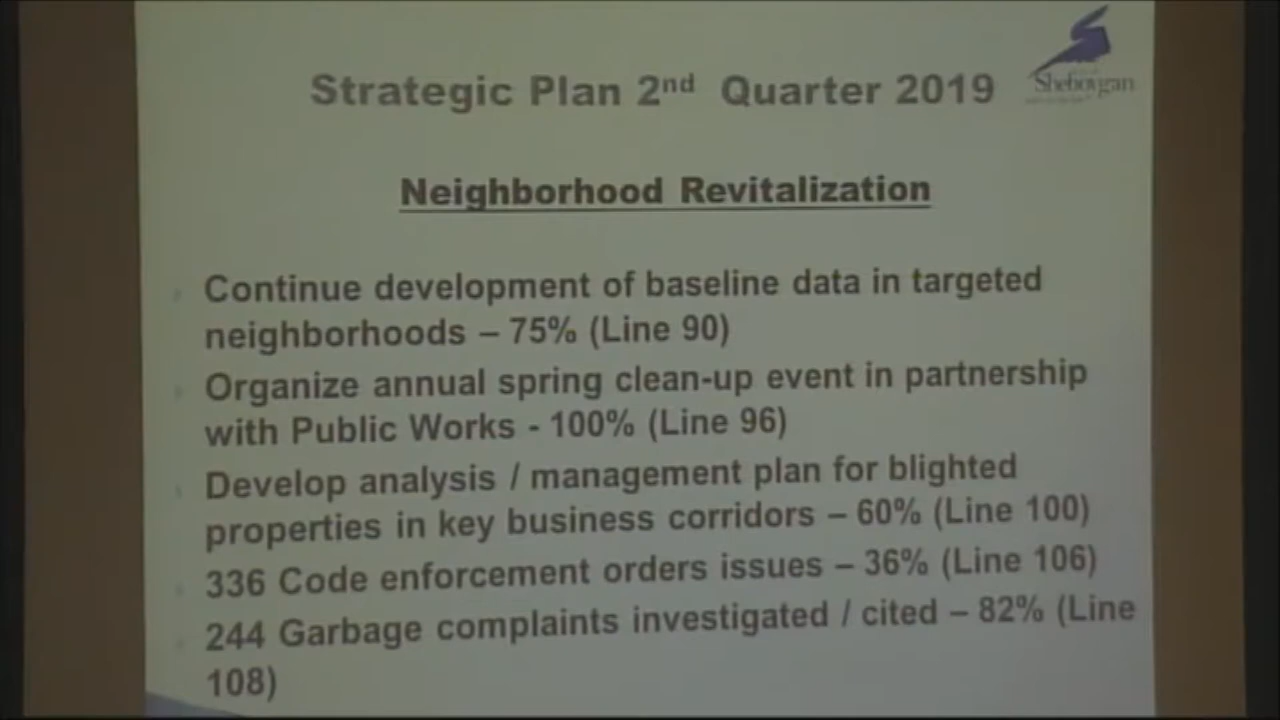 Strategic Plan 2nd Quarter 2019
Sheboygan
Neighborhood Revitalization
Continue development of baseline data in targeted
neighborhoods – 75% (Line 90)
Organize annual spring clean-up event in partnership
with Public Works - 100% (Line 96)
Develop analysis / management plan for blighted
properties in key business corridors – 60% (Line 100)
336 Code enforcement orders issues – 36% (Line 106)
244 Garbage complaints investigated / cited – 82% (Line
108)